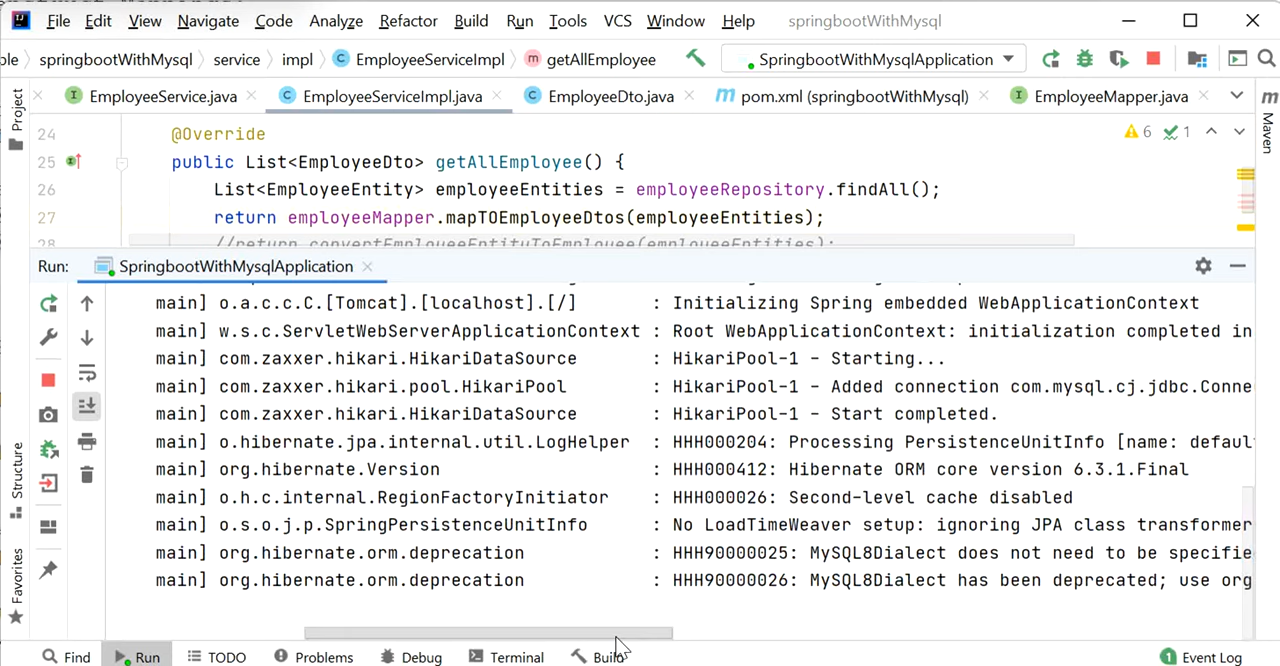 File Edit View Navigate Code Analyze Refactor Build Run Tools VCS Window Help springbootWithMysql
ple springbootWithMysql service impl EmployeeServiceImpl getAllEmployee SpringbootWithMysqlApplication
EmployeeService.java EmployeeServiceImpl.java EmployeeDto.java pom.xml (springbootWithMysql) EmployeeMapper.java
Project
Maven
24 @Override 6 1
25 public List<EmployeeDto> getAllEmployee() {
26 List<EmployeeEntity> employeeEntities = employeeRepository.findAll();
27 return employeeMapper.mapTOEmployeeDtos(employeeEntities);
28 //return convertEmployeeEntityToEmployee(employeeEntities);
Run: SpringbootWithMysqlApplication
main] o.a.c.c.C.[Tomcat].[localhost].[/] : Initializing Spring embedded WebApplicationContext
main] w.s.c.ServletWebServerApplicationContext : Root WebApplicationContext: initialization completed in
main] com.zaxxer.hikari.HikariDataSource : HikariPool-1 - Starting...
main] com.zaxxer.hikari.pool.HikariPool : HikariPool-1 - Added connection com.mysql.cj.jdbc.Conne
main] com.zaxxer.hikari.HikariDataSource : HikariPool-1 - Start completed.
main] o.hibernate.jpa.internal.util.LogHelper : HHH000204: Processing PersistenceUnitInfo [name: defaul
main] org.hibernate.Version : HHH000412: Hibernate ORM core version 6.3.1.Final
main] o.h.c.internal.RegionFactoryInitiator : HHH000026: Second-level cache disabled
main] o.s.o.j.p.SpringPersistenceUnitInfo : No LoadTimeWeaver setup: ignoring JPA class transformer
main] org.hibernate.orm.deprecation : HHH90000025: MySQL8Dialect does not need to be specifie
main] org.hibernate.orm.deprecation : HHH90000026: MySQL8Dialect has been deprecated; use org
Structure
Favorites
Find Run TODO Problems Debug Terminal Build 1 Event Log